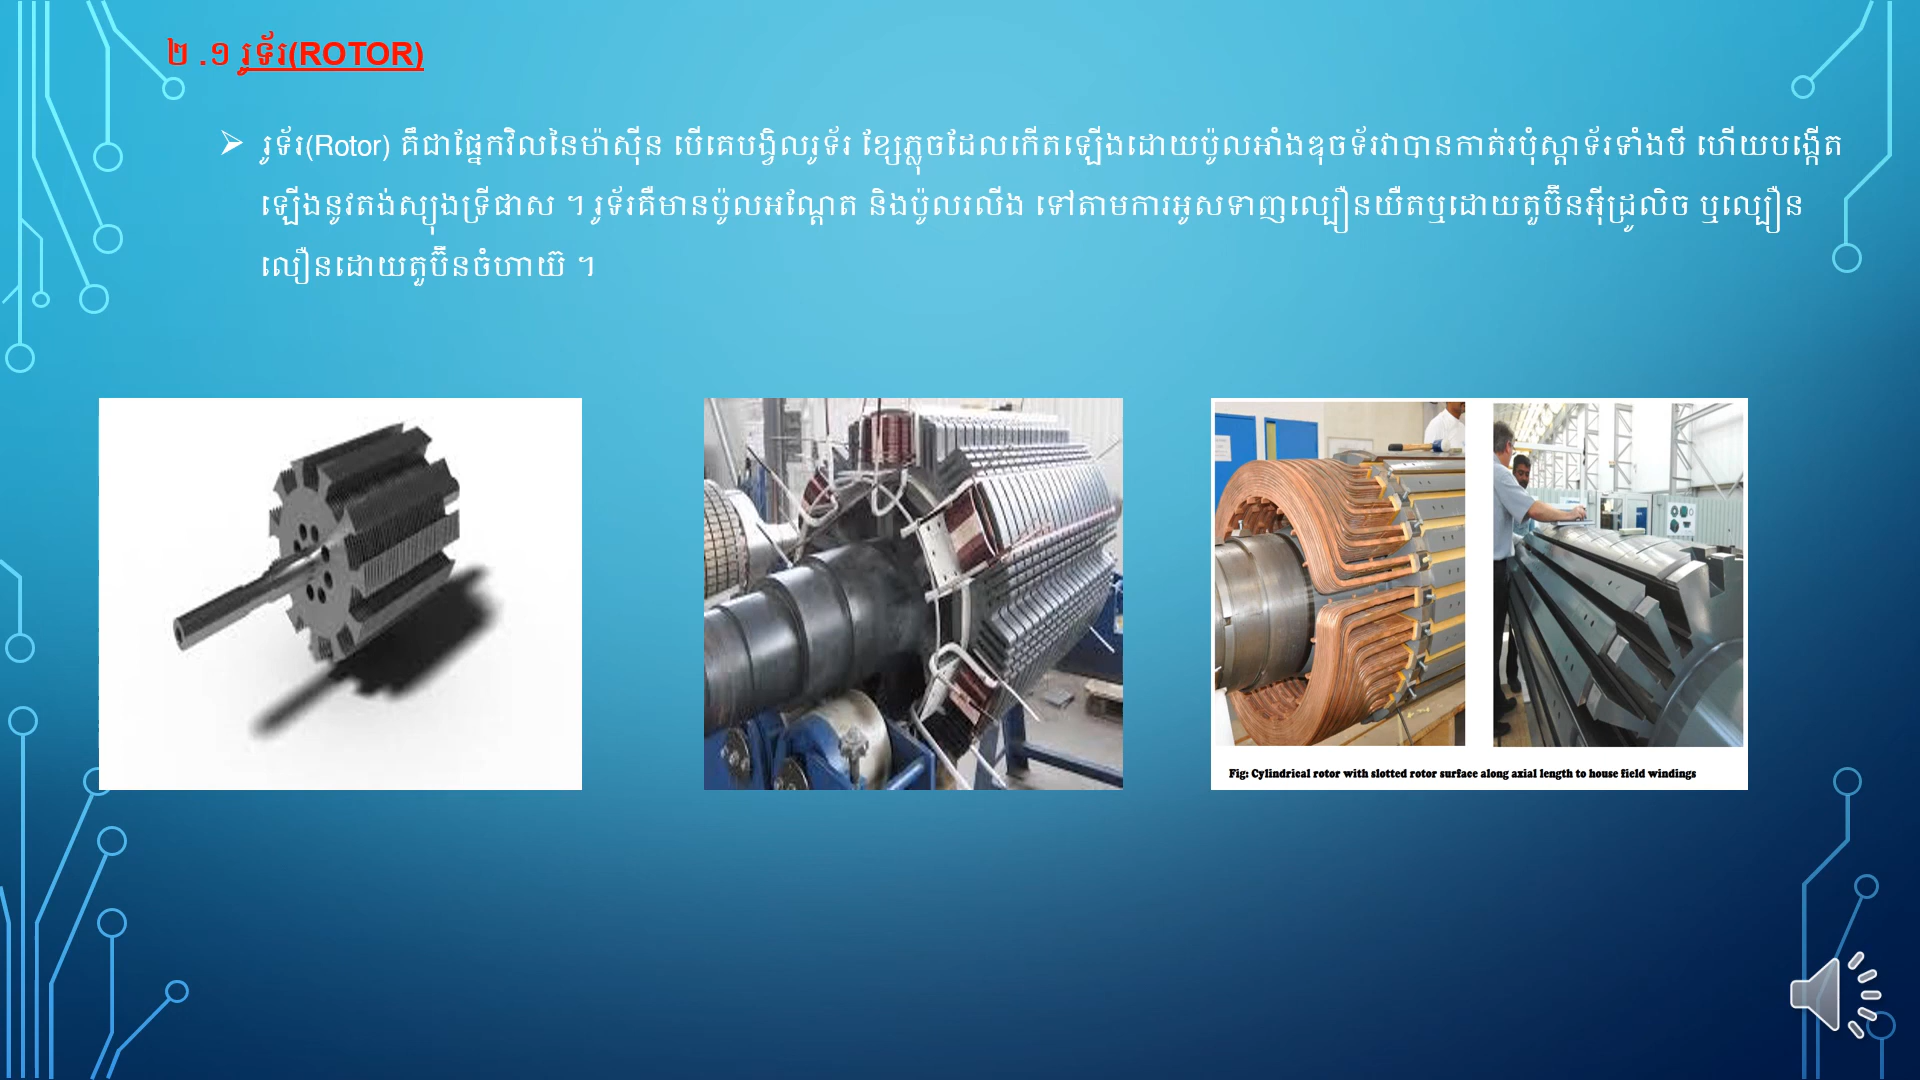 ២ .១ រូទ័រ(ROTOR)
➢ រូទ័រ(Rotor) គឺជាផ្នែកវិលនៃម៉ាស៊ីន បើគេបង្វិលរូទ័រ ខ្សែភ្លុចដែលកើតឡើងដោយប៉ូលអាំងឌុចទ័រវាបានកាត់របុំស្តាទ័រទាំងបី ហើយបង្កើត
ឡើងនូវតង់ស្យុងទ្រីផាស ។ រូទ័រគឺមានប៉ូលអណ្តែត និងប៉ូលរលីង ទៅតាមការអូសទាញល្បឿនយឺតឬដោយតួប៊ីនអ៊ីដ្រូលិច ឬល្បឿន
លឿនដោយតួប៊ីនចំហាយ៊ ។
Fig: Cylindrical rotor with slotted rotor surface along axial length to house field windings